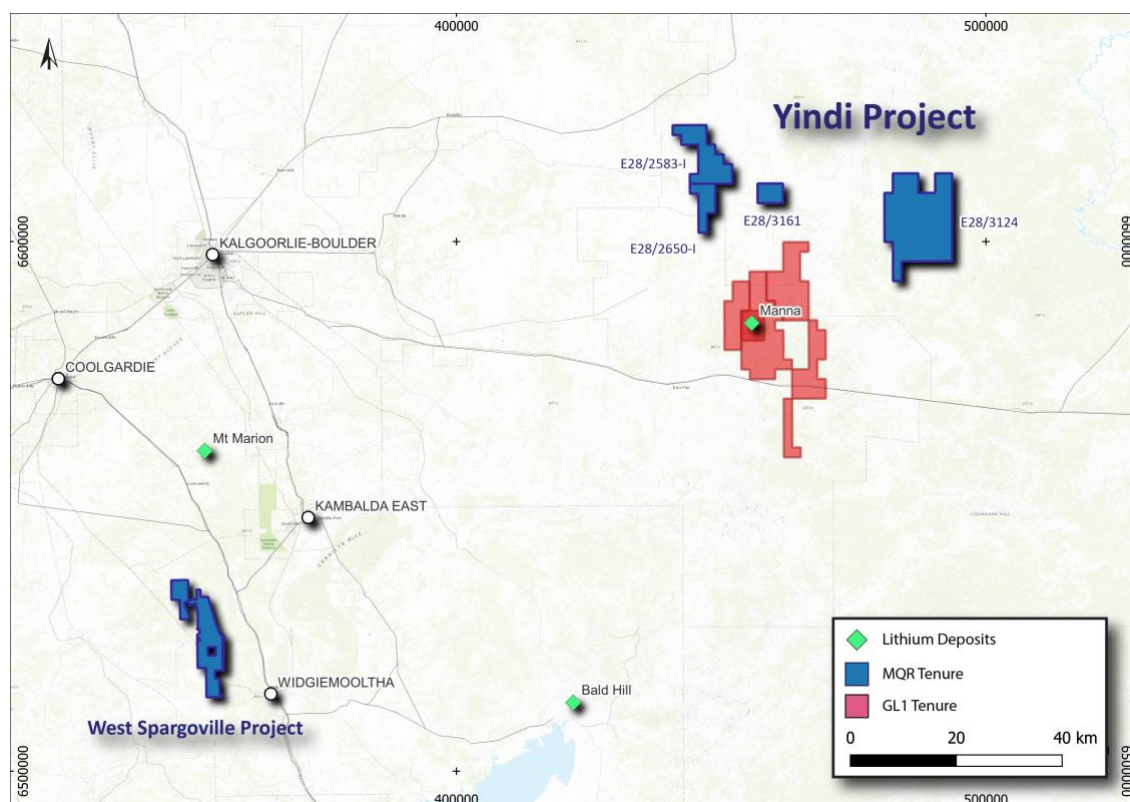 400000
500000
Yindi Project
E28/2583-I
E28/3161
E28/3124
E28/2650-I
6600000
6600000
KALGOORLIE-BOULDER
Manna
COOLGARDIE
Mt Marion
KAMBALDA EAST
WIDGIEMOOLTHA
Bald Hill
West Spargoville Project
Lithium Deposits
MQR Tenure
GL1 Tenure
0 20 40 km
6500000
6500000
400000
500000